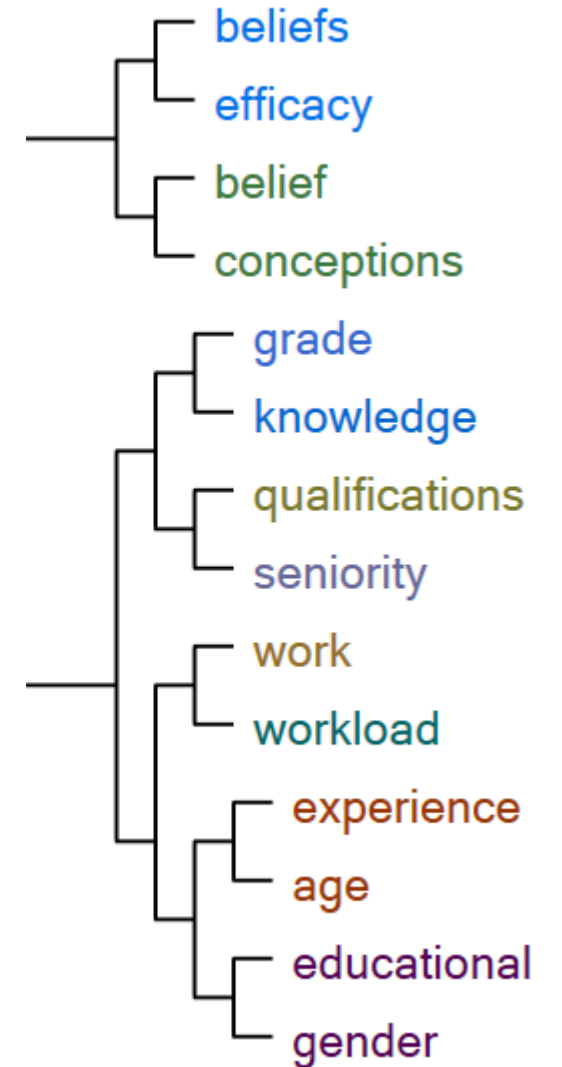 beliefs
efficacy
belief
conceptions
grade
knowledge
qualifications
seniority
work
workload
experience
age
educational
gender